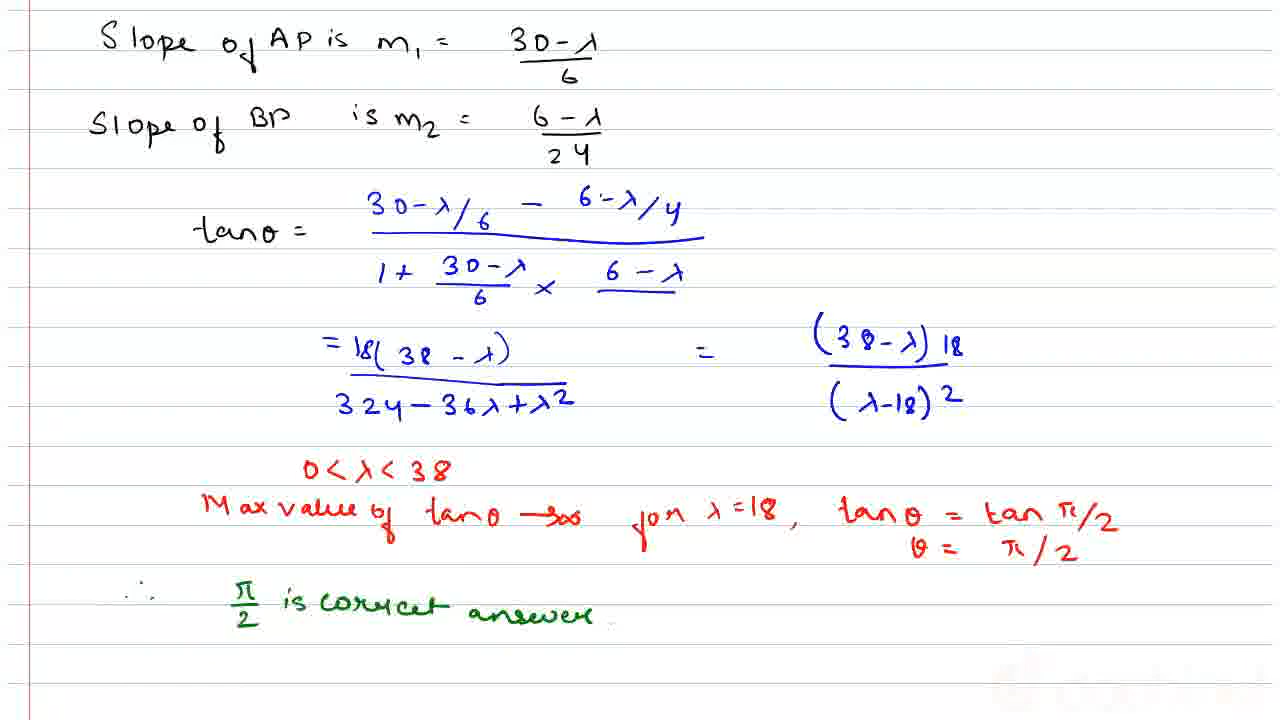 Slope of AP is m₁ = (30 - λ)/6
Slope of BP is m₂ = (6 - λ)/24
tanθ = (30 - λ/6 - 6 - λ/4)/(1 + (30 - λ)/6 × 6 - λ)
= 18(38 - λ)/(324 - 36λ + λ²) = (38 - λ)18/(λ - 18)²
0 < λ < 38
Max value of tanθ → ∞ for λ = 18, tanθ = tan π/2
θ = π/2
∴ π/2 is correcet answer